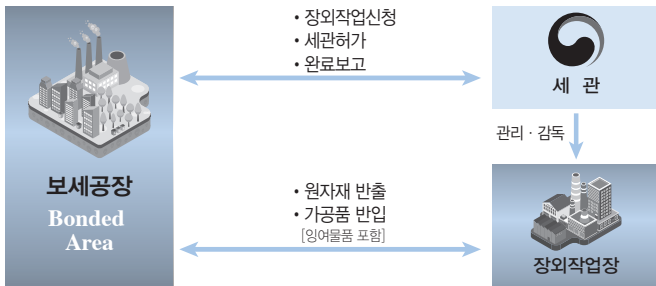 • 장외작업신청
• 세관허가
• 완료보고
세 관
관리 · 감독
보세공장
Bonded
Area
• 원자재 반출
• 가공품 반입
[잉여물품 포함]
장외작업장